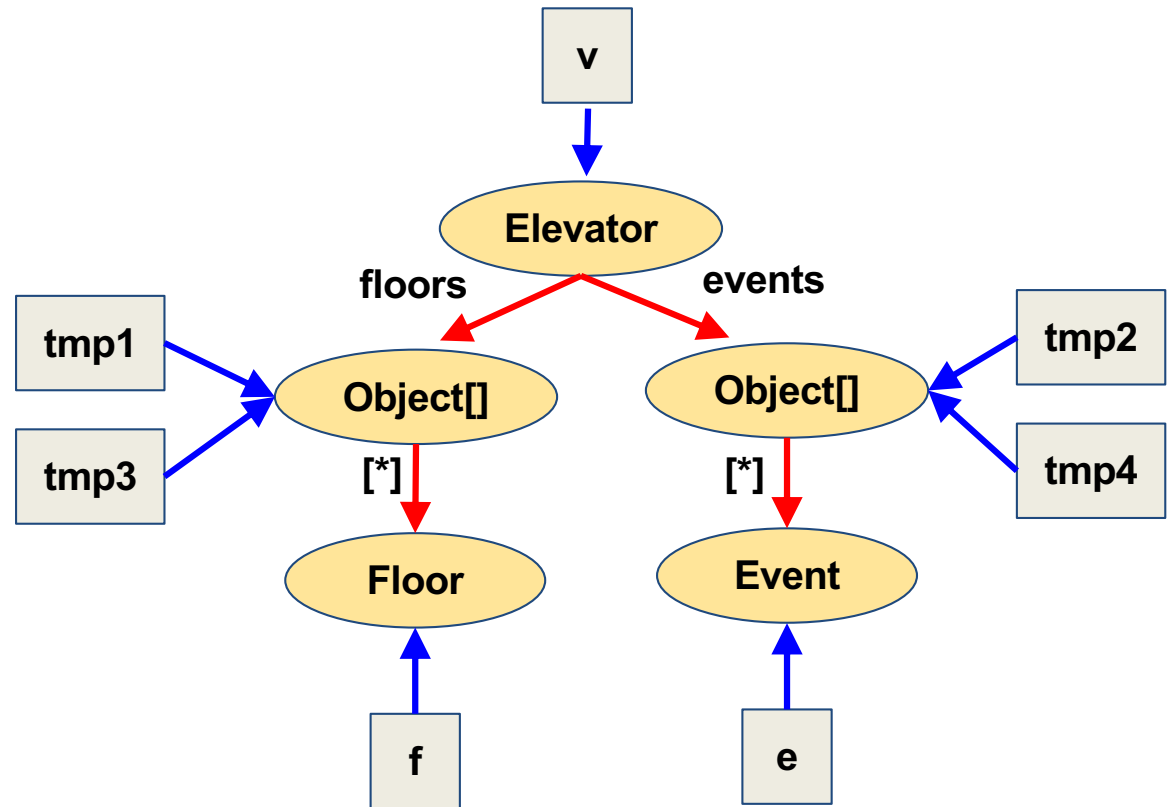 v
Elevator
floors
events
tmp1
tmp2
Object[]
Object[]
tmp3
[*]
[*]
tmp4
Floor
Event
f
e